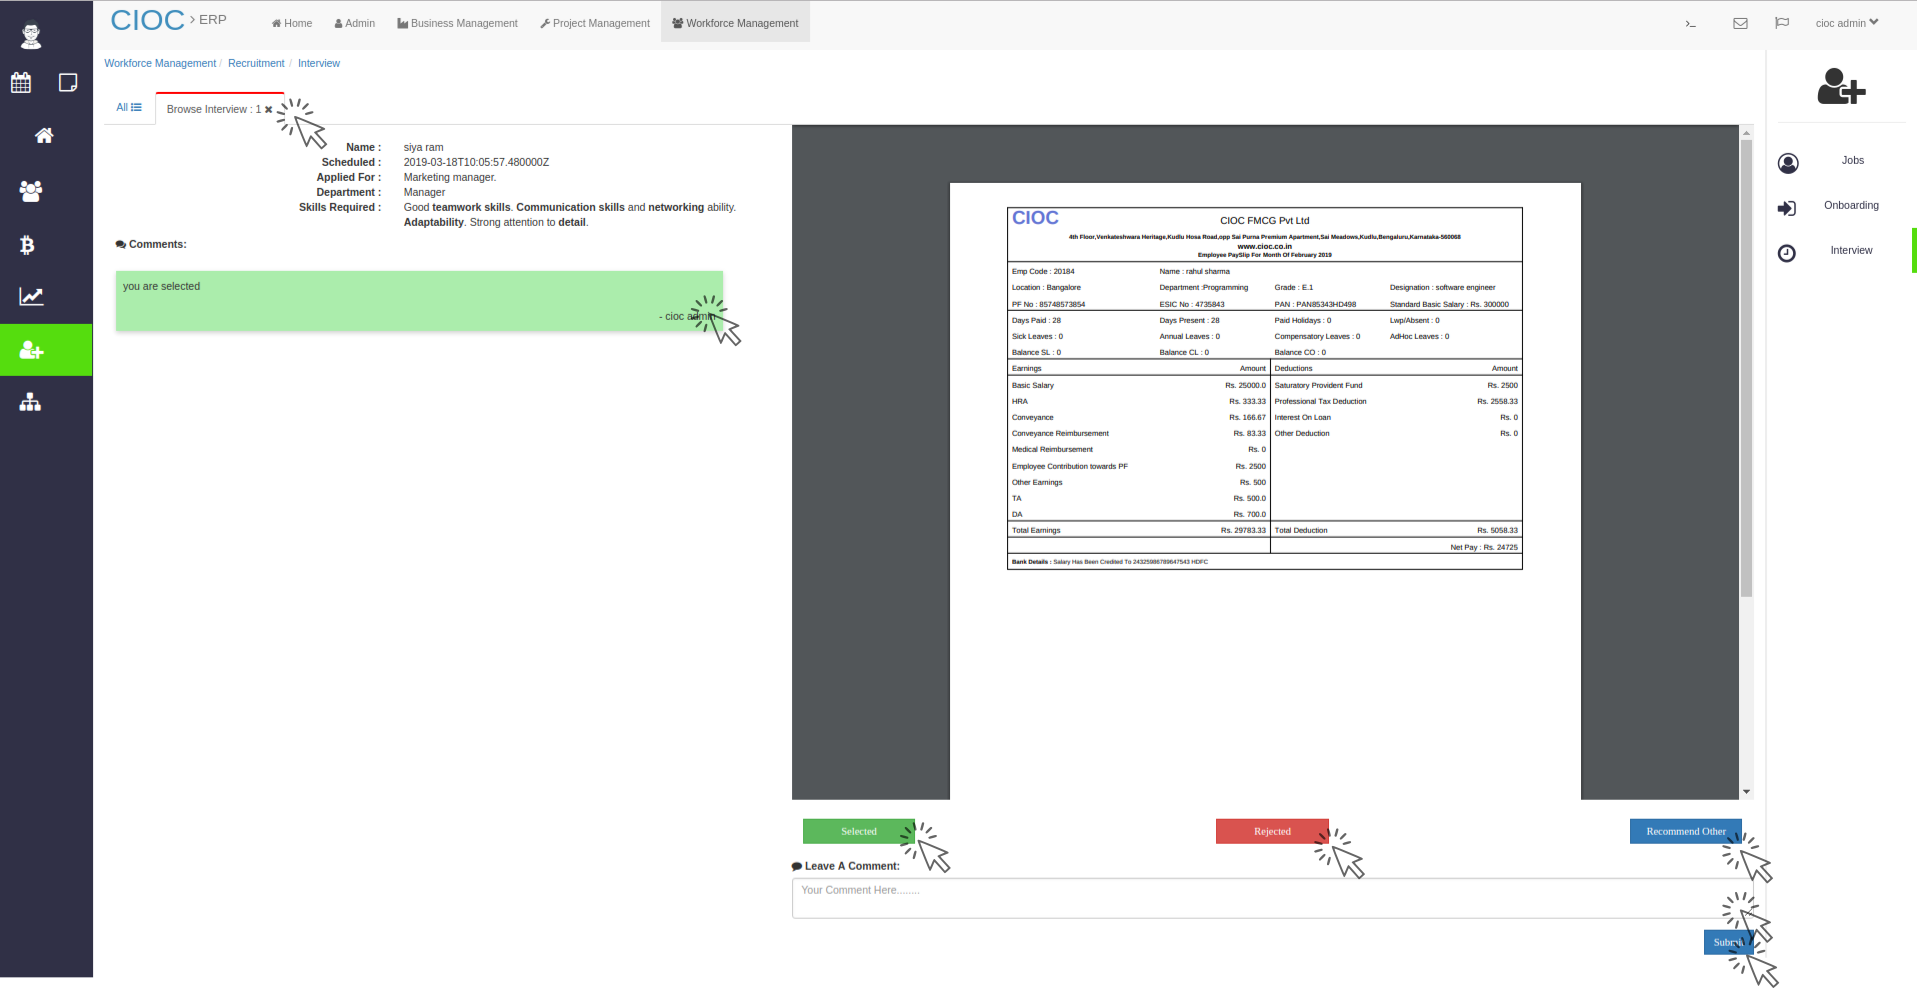 CIOC > ERP
Home Admin Business Management Project Management Workforce Management
cioc admin
Workforce Management / Recruitment / Interview
All
Browse Interview : 1
Name : siya ram
Scheduled : 2019-03-18T10:05:57.480000Z
Applied For : Marketing manager.
Department : Manager
Skills Required : Good teamwork skills. Communication skills and networking ability.
Adaptability. Strong attention to detail.
Comments:
you are selected
- cioc admin
CIOC
CIOC FMCG Pvt Ltd
4th Floor,Venkateshwara Heritage,Kudlu Hosa Road,opp Sai Purna Premium Apartment,Sai Meadows,Kudlu,Bengaluru,Karnataka-560068
www.cioc.co.in
Employee PaySlip For Month Of February 2019
Emp Code : 20184 Name : rahul sharma
Location : Bangalore Department :Programming Grade : E.1 Designation : software engineer
PF No : 85748573854 ESIC No : 4735843 PAN : PAN85343HD498 Standard Basic Salary : Rs. 300000
Days Paid : 28 Days Present : 28 Paid Holidays : 0 Lwp/Absent : 0
Sick Leaves : 0 Annual Leaves : 0 Compensatory Leaves : 0 AdHoc Leaves : 0
Balance SL : 0 Balance CL : 0 Balance CO : 0
Earnings Amount Deductions Amount
Basic Salary Rs. 25000.0 Saturatory Provident Fund Rs. 2500
HRA Rs. 333.33 Professional Tax Deduction Rs. 2558.33
Conveyance Rs. 166.67 Interest On Loan Rs. 0
Conveyance Reimbursement Rs. 83.33 Other Deduction Rs. 0
Medical Reimbursement Rs. 0
Employee Contribution towards PF Rs. 2500
Other Earnings Rs. 500
TA Rs. 500.0
DA Rs. 700.0
Total Earnings Rs. 29783.33 Total Deduction Rs. 5058.33
Net Pay : Rs. 24725
Bank Details : Salary Has Been Credited To 24325986789647543 HDFC
Selected
Rejected
Recommend Other
Leave A Comment:
Your Comment Here........
Submit
Jobs
Onboarding
Interview